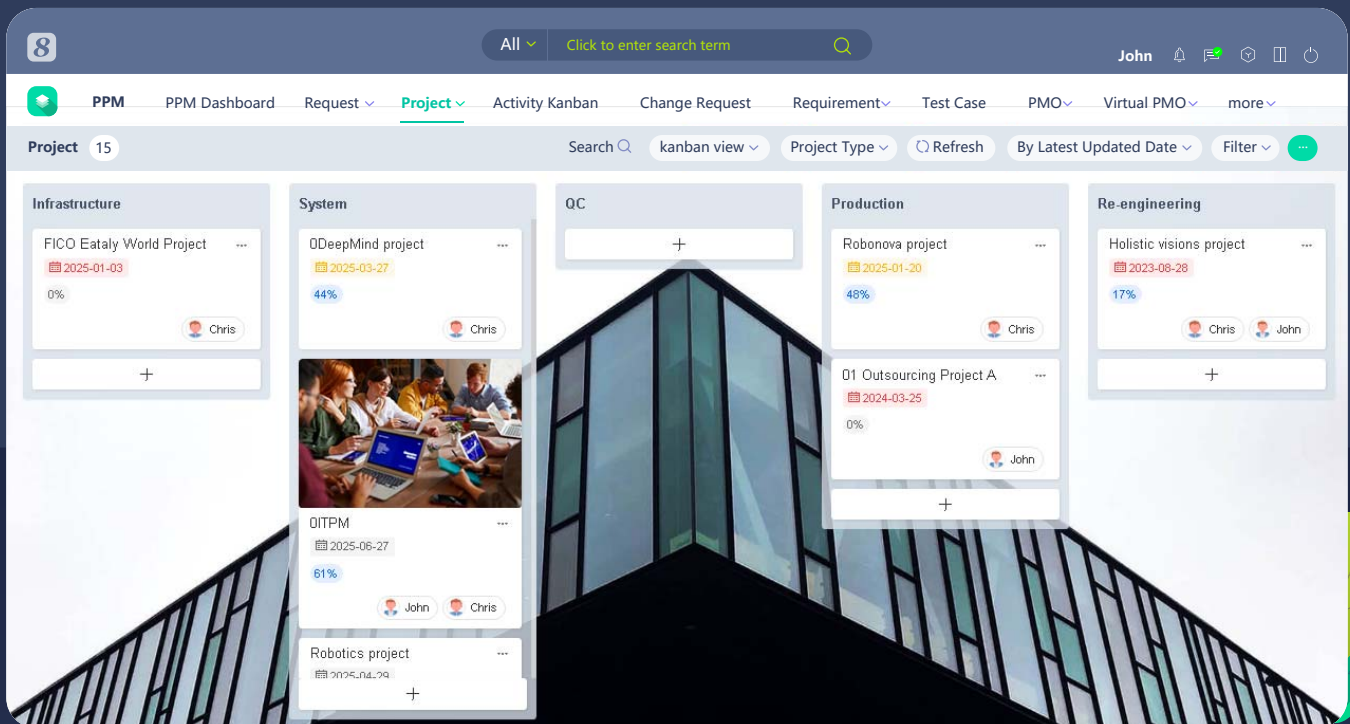 8
All Click to enter search term
John
PPM PPM Dashboard Request Project Activity Kanban Change Request Requirement Test Case PMO Virtual PMO more
Project 15 Search kanban view Project Type Refresh By Latest Updated Date Filter ...
Infrastructure
FICO Eataly World Project ...
2025-01-03
0%
Chris
+
System
0DeepMind project ...
2025-03-27
44%
Chris
0ITPM ...
2025-06-27
61%
John Chris
Robotics project ...
2025-04-29
+
QC
+
Production
Robonova project ...
2025-01-20
48%
Chris
01 Outsourcing Project A ...
2024-03-25
0%
John
+
Re-engineering
Holistic visions project ...
2023-08-28
17%
Chris John
+